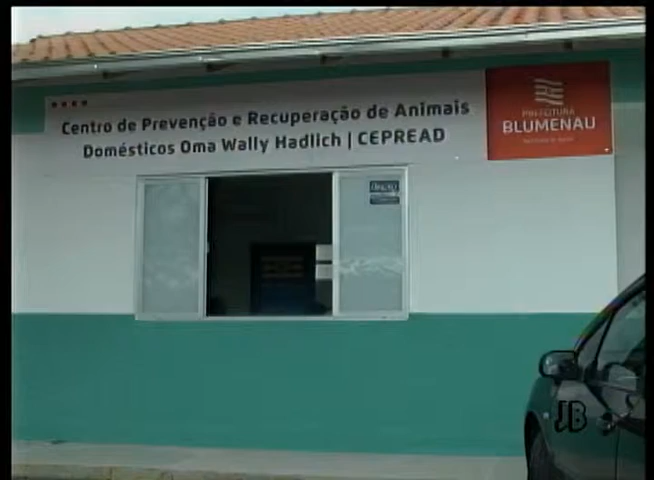 Centro de Prevenção e Recuperação de Animais
Domésticos Oma Wally Hadlich | CEPREAD
PREFEITURA
BLUMENAU
JB